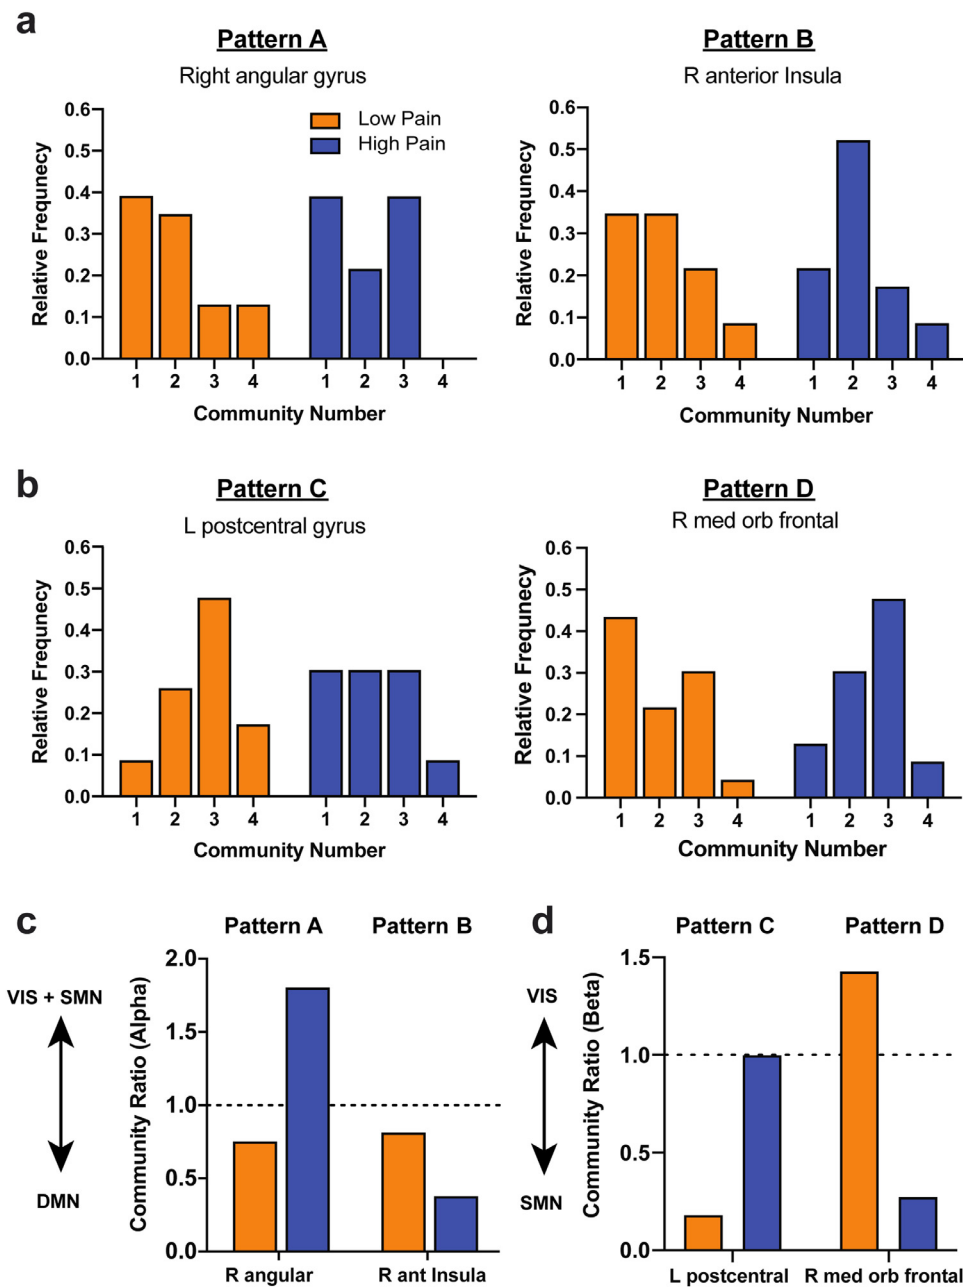 a
Pattern A
Right angular gyrus
Low Pain
High Pain
Relative Frequnecy
0.6
0.5
0.4
0.3
0.2
0.1
0.0
1 2 3 4 1 2 3 4
Community Number
Pattern B
R anterior Insula
Relative Frequnecy
0.6
0.5
0.4
0.3
0.2
0.1
0.0
1 2 3 4 1 2 3 4
Community Number
b
Pattern C
L postcentral gyrus
Relative Frequnecy
0.6
0.5
0.4
0.3
0.2
0.1
0.0
1 2 3 4 1 2 3 4
Community Number
Pattern D
R med orb frontal
Relative Frequnecy
0.6
0.5
0.4
0.3
0.2
0.1
0.0
1 2 3 4 1 2 3 4
Community Number
c
Pattern A Pattern B
VIS + SMN
DMN
Community Ratio (Alpha)
2.0
1.5
1.0
0.5
0.0
R angular R ant Insula
d
Pattern C Pattern D
VIS
SMN
Community Ratio (Beta)
1.5
1.0
0.5
0.0
L postcentral R med orb frontal